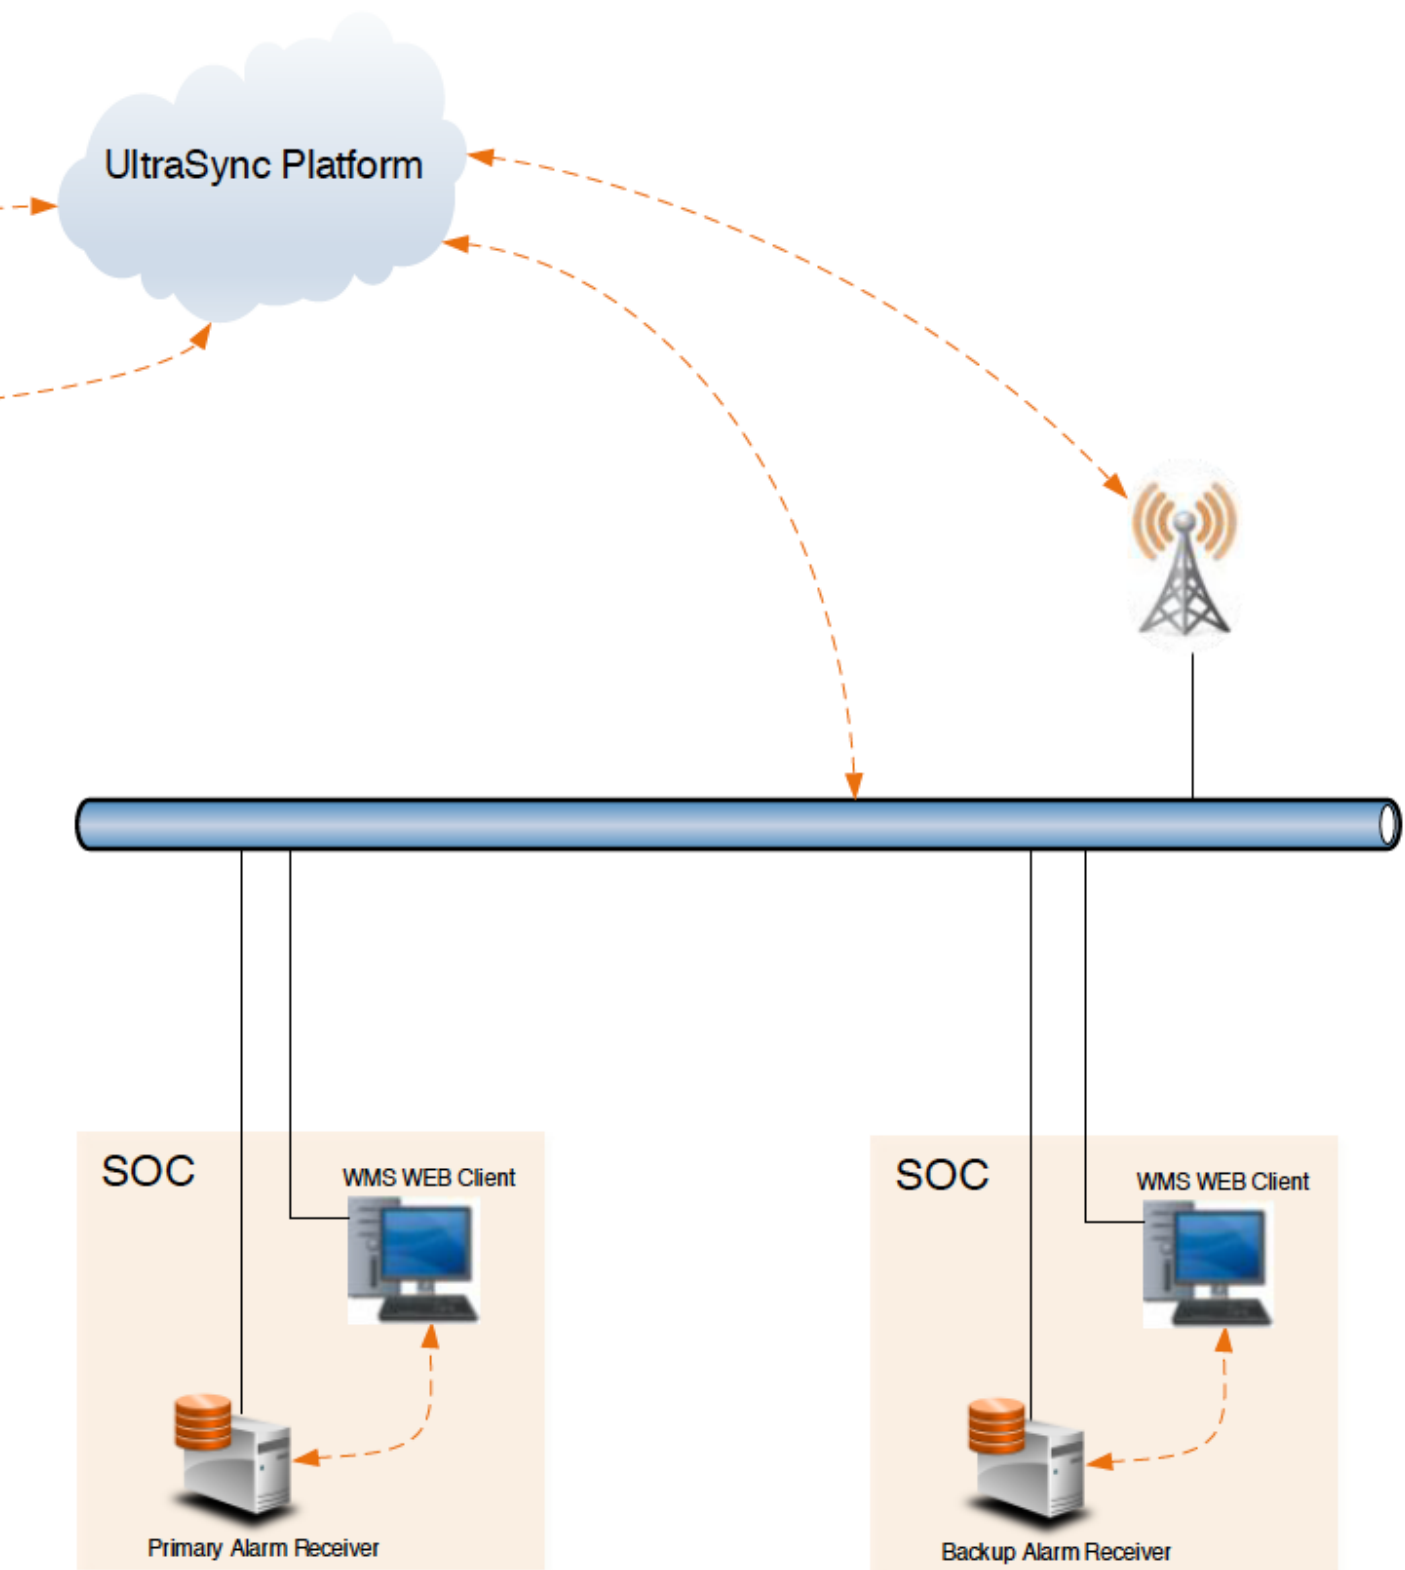 UltraSync Platform
SOC
WMS WEB Client
Primary Alarm Receiver
SOC
WMS WEB Client
Backup Alarm Receiver